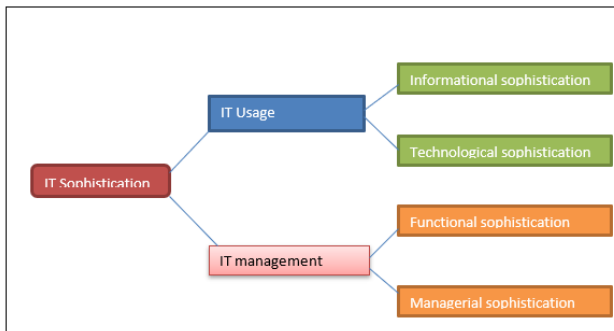 Informational sophistication
IT Usage
Technological sophistication
IT Sophistication
Functional sophistication
IT management
Managerial sophistication